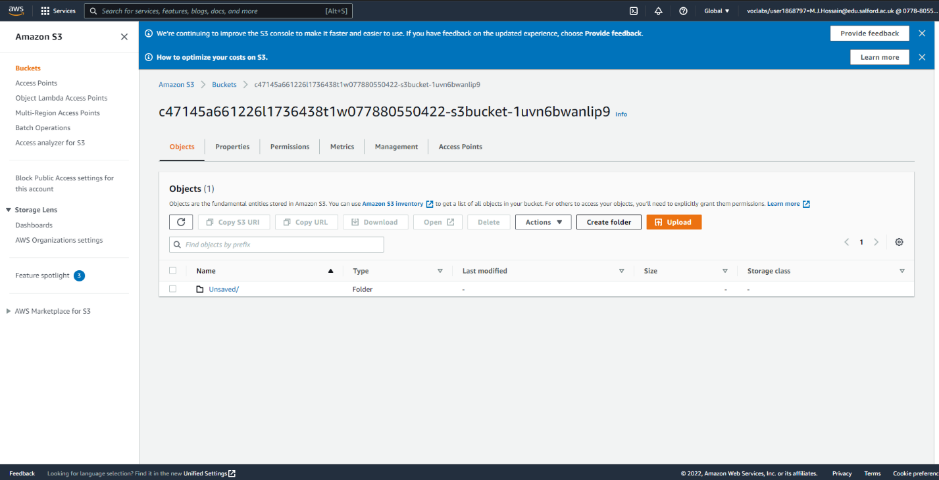 aws Services Search for services, features, blogs, docs, and more [Alt+S] Global ▼ voclabs/user1868797=M.J.Hossein@edu.salford.ac.uk @ 0778-8055...
Amazon S3
We're continuing to improve the S3 console to make it faster and easier to use. If you have feedback on the updated experience, choose Provide feedback. Provide feedback
How to optimize your costs on S3. Learn more
Buckets
Access Points
Object Lambda Access Points
Multi-Region Access Points
Batch Operations
Access analyzer for S3
Block Public Access settings for
this account
Storage Lens
Dashboards
AWS Organizations settings
Feature spotlight 3
AWS Marketplace for S3
Amazon S3 > Buckets > c47145a661226l1736438t1w077880550422-s3bucket-1uvn6bwanlip9
c47145a661226l1736438t1w077880550422-s3bucket-1uvn6bwanlip9 Info
Objects Properties Permissions Metrics Management Access Points
Objects (1)
Objects are the fundamental entities stored in Amazon S3. You can use Amazon S3 inventory to get a list of all objects in your bucket. For others to access your objects, you'll need to explicitly grant them permissions. Learn more
Copy S3 URI Copy URL Download Open Delete Actions ▼ Create folder Upload
Find objects by prefix
< 1 >
Name ▲ Type Last modified Size Storage class
Unsaved/ Folder - - -
Feedback Looking for language selection? Find it in the new Unified Settings © 2022, Amazon Web Services, Inc. or its affiliates. Privacy Terms Cookie preferenc